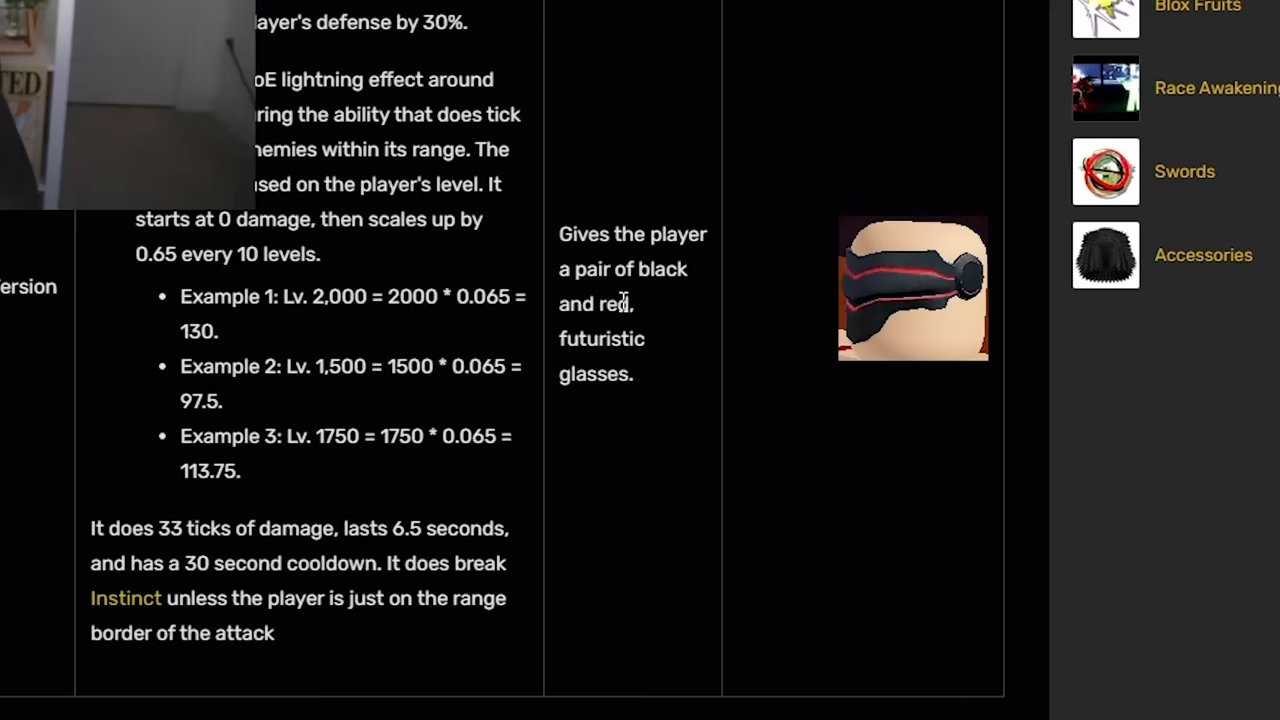 layer's defense by 30%.
oE lightning effect around
ring the ability that does tick
nemies within its range. The
sed on the player's level. It
starts at 0 damage, then scales up by
0.65 every 10 levels.
• Example 1: Lv. 2,000 = 2000 * 0.065 =
130.
• Example 2: Lv. 1,500 = 1500 * 0.065 =
97.5.
• Example 3: Lv. 1750 = 1750 * 0.065 =
113.75.
It does 33 ticks of damage, lasts 6.5 seconds,
and has a 30 second cooldown. It does break
Instinct unless the player is just on the range
border of the attack
ersion
Gives the player
a pair of black
and red,
futuristic
glasses.
Blox Fruits
Race Awakening
Swords
Accessories
TED